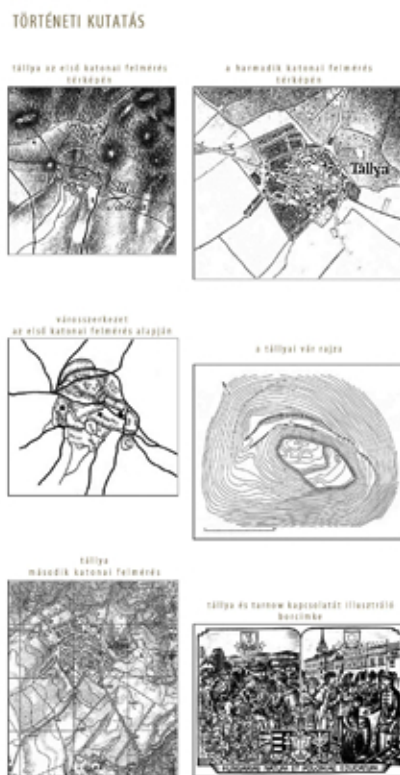 TÖRTÉNETI KUTATÁS
tállya az első katonai felmérés
térképén
a harmadik katonai felmérés
térképén
Tállya
városszerkezet
az első katonai felmérés alapján
a tállyai vár rajza
tállya
második katonai felmérés
tállya és tarnow kapcsolatát illusztráló
borcímke